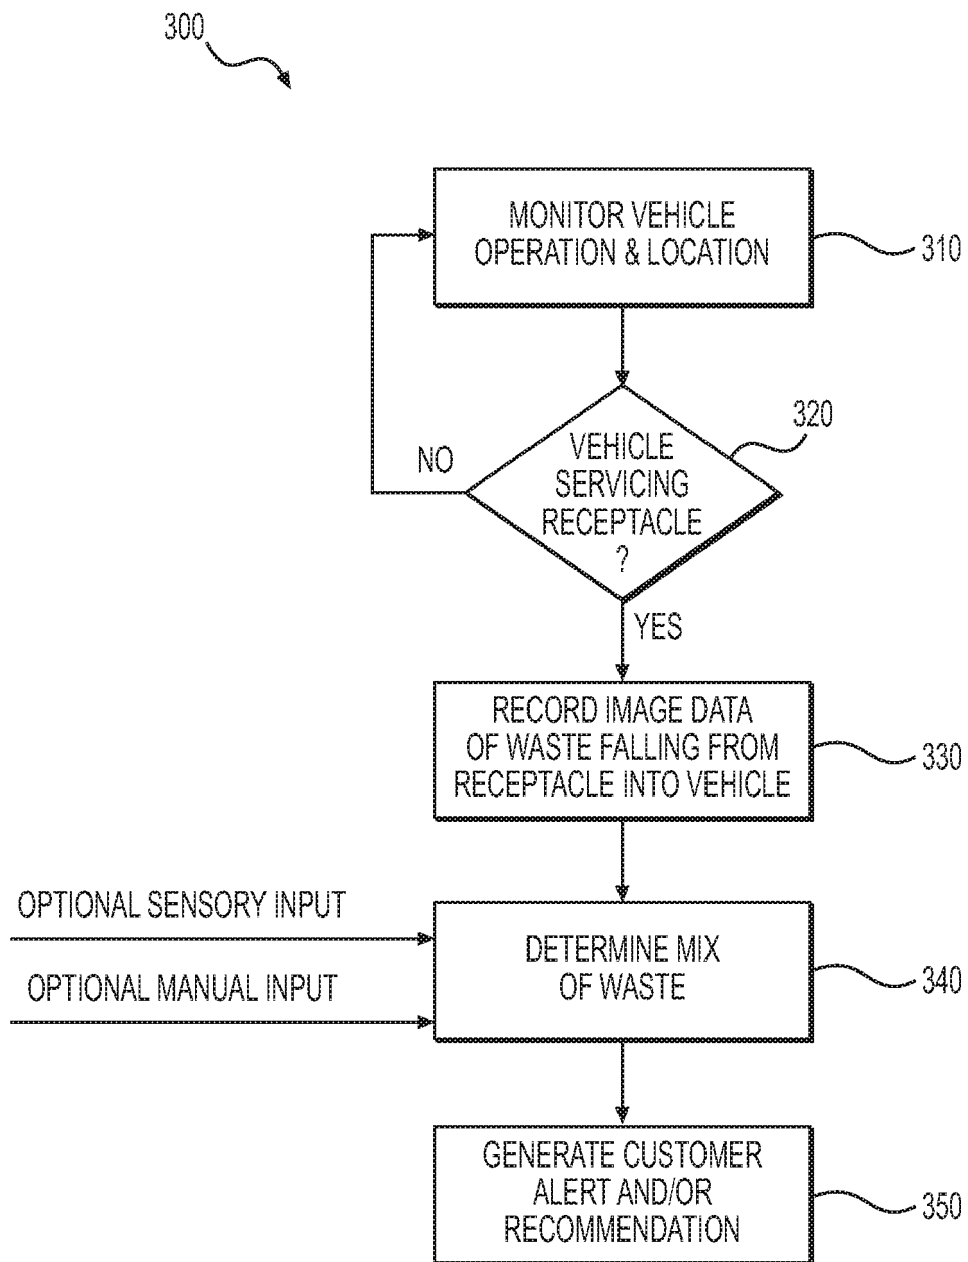 300
MONITOR VEHICLE
OPERATION & LOCATION
310
320
VEHICLE
SERVICING
RECEPTACLE
?
NO
YES
RECORD IMAGE DATA
OF WASTE FALLING FROM
RECEPTACLE INTO VEHICLE
330
OPTIONAL SENSORY INPUT
OPTIONAL MANUAL INPUT
DETERMINE MIX
OF WASTE
340
GENERATE CUSTOMER
ALERT AND/OR
RECOMMENDATION
350